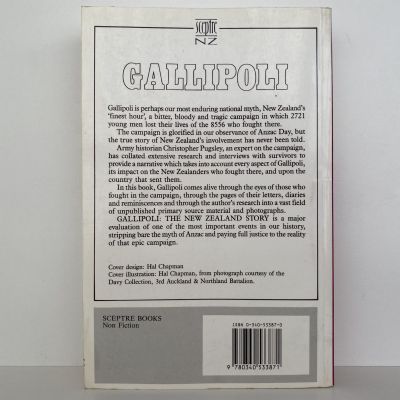 sceptre
NZ
GALLIPOLI
Gallipoli is perhaps our most enduring national myth, New Zealand's
'finest hour', a bitter, bloody and tragic campaign in which 2721
young men lost their lives of the 8556 who fought there.
The campaign is glorified in our observance of Anzac Day, but
the true story of New Zealand's involvement has never been told.
Army historian Christopher Pugsley, an expert on the campaign,
has collated extensive research and interviews with survivors to
provide a narrative which takes into account every aspect of Gallipoli,
its impact on the New Zealanders who fought there, and upon the
country that sent them.
In this book, Gallipoli comes alive through the eyes of those who
fought in the campaign, through the pages of their letters, diaries
and reminiscences and through the author's research into a vast field
of unpublished primary source material and photographs.
GALLIPOLI: THE NEW ZEALAND STORY is a major
evaluation of one of the most important events in our history,
stripping bare the myth of Anzac and paying full justice to the reality
of that epic campaign.
Cover design: Hal Chapman
Cover illustration: Hal Chapman, from photograph courtesy of the
Davy Collection, 3rd Auckland & Northland Battalion.
SCEPTRE BOOKS
Non Fiction
ISBN 0-340-53387-0
9 780340 533871